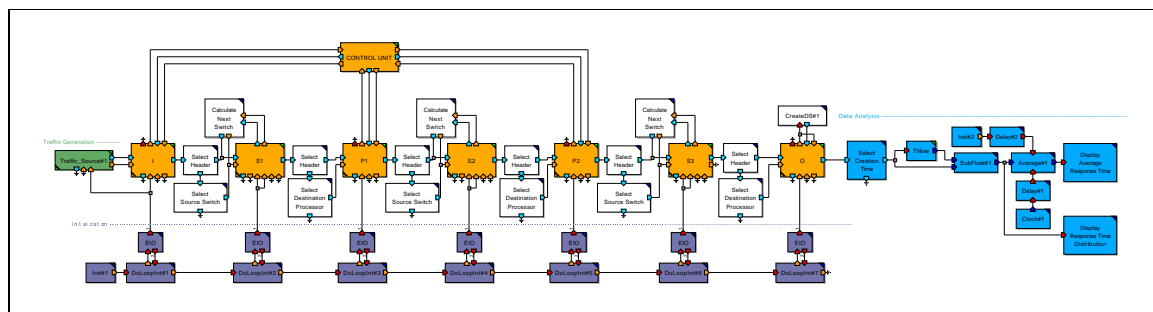 CONTROL UNIT
Calculate
Next
Switch
Calculate
Next
Switch
Calculate
Next
Switch
CreateDS#1
Data Analysis
Traffic Generation
Init#2
Delay#2
Traffic_Source#1
I
Select
Header
S1
Select
Header
P1
Select
Header
S2
Select
Header
P2
Select
Header
S3
Select
Header
O
Select
Creation
Time
TNow
SubFloat#1
Average#1
Display
Average
Response Time
Select
Source Switch
Select
Destination
Processor
Select
Source Switch
Select
Destination
Processor
Select
Source Switch
Select
Destination
Processor
Delay#1
Clock#1
Initialization
Display
Response Time
Distribution
EIO
EIO
EIO
EIO
EIO
EIO
EIO
Init#1
DoLoopInt#1
DoLoopInt#2
DoLoopInt#3
DoLoopInt#4
DoLoopInt#5
DoLoopInt#6
DoLoopInt#7